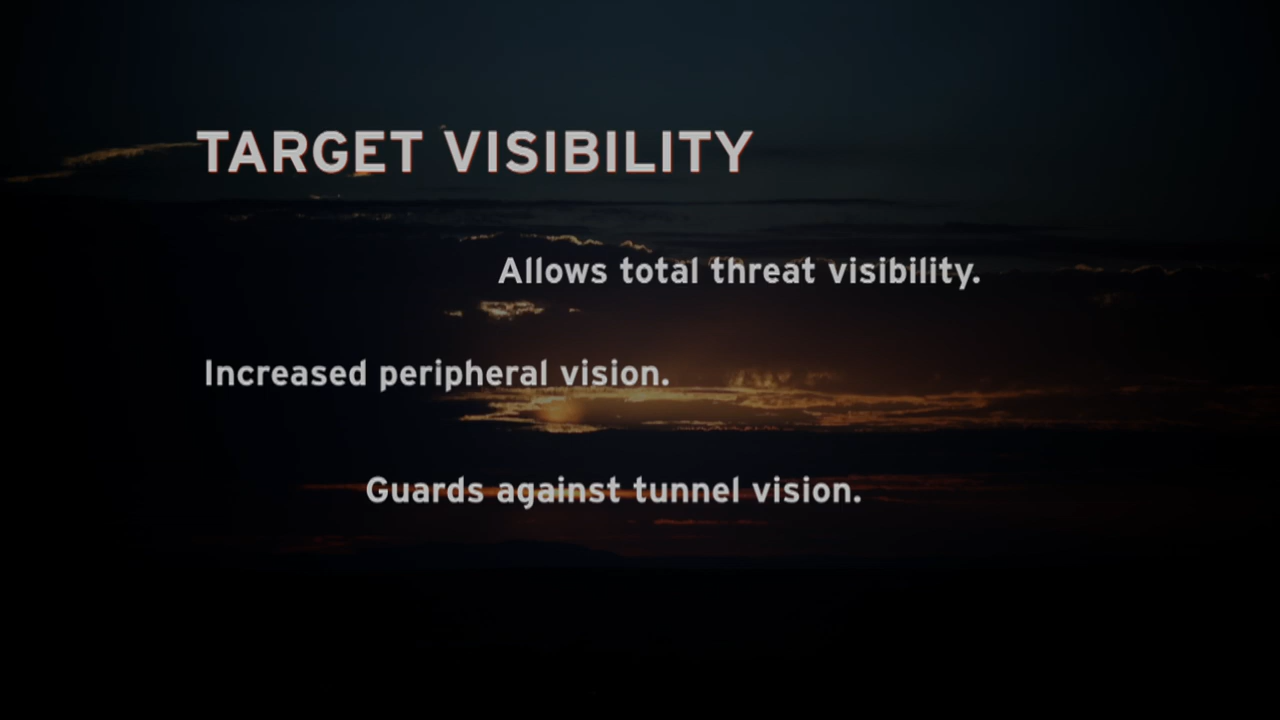 TARGET VISIBILITY
Allows total threat visibility.
Increased peripheral vision.
Guards against tunnel vision.